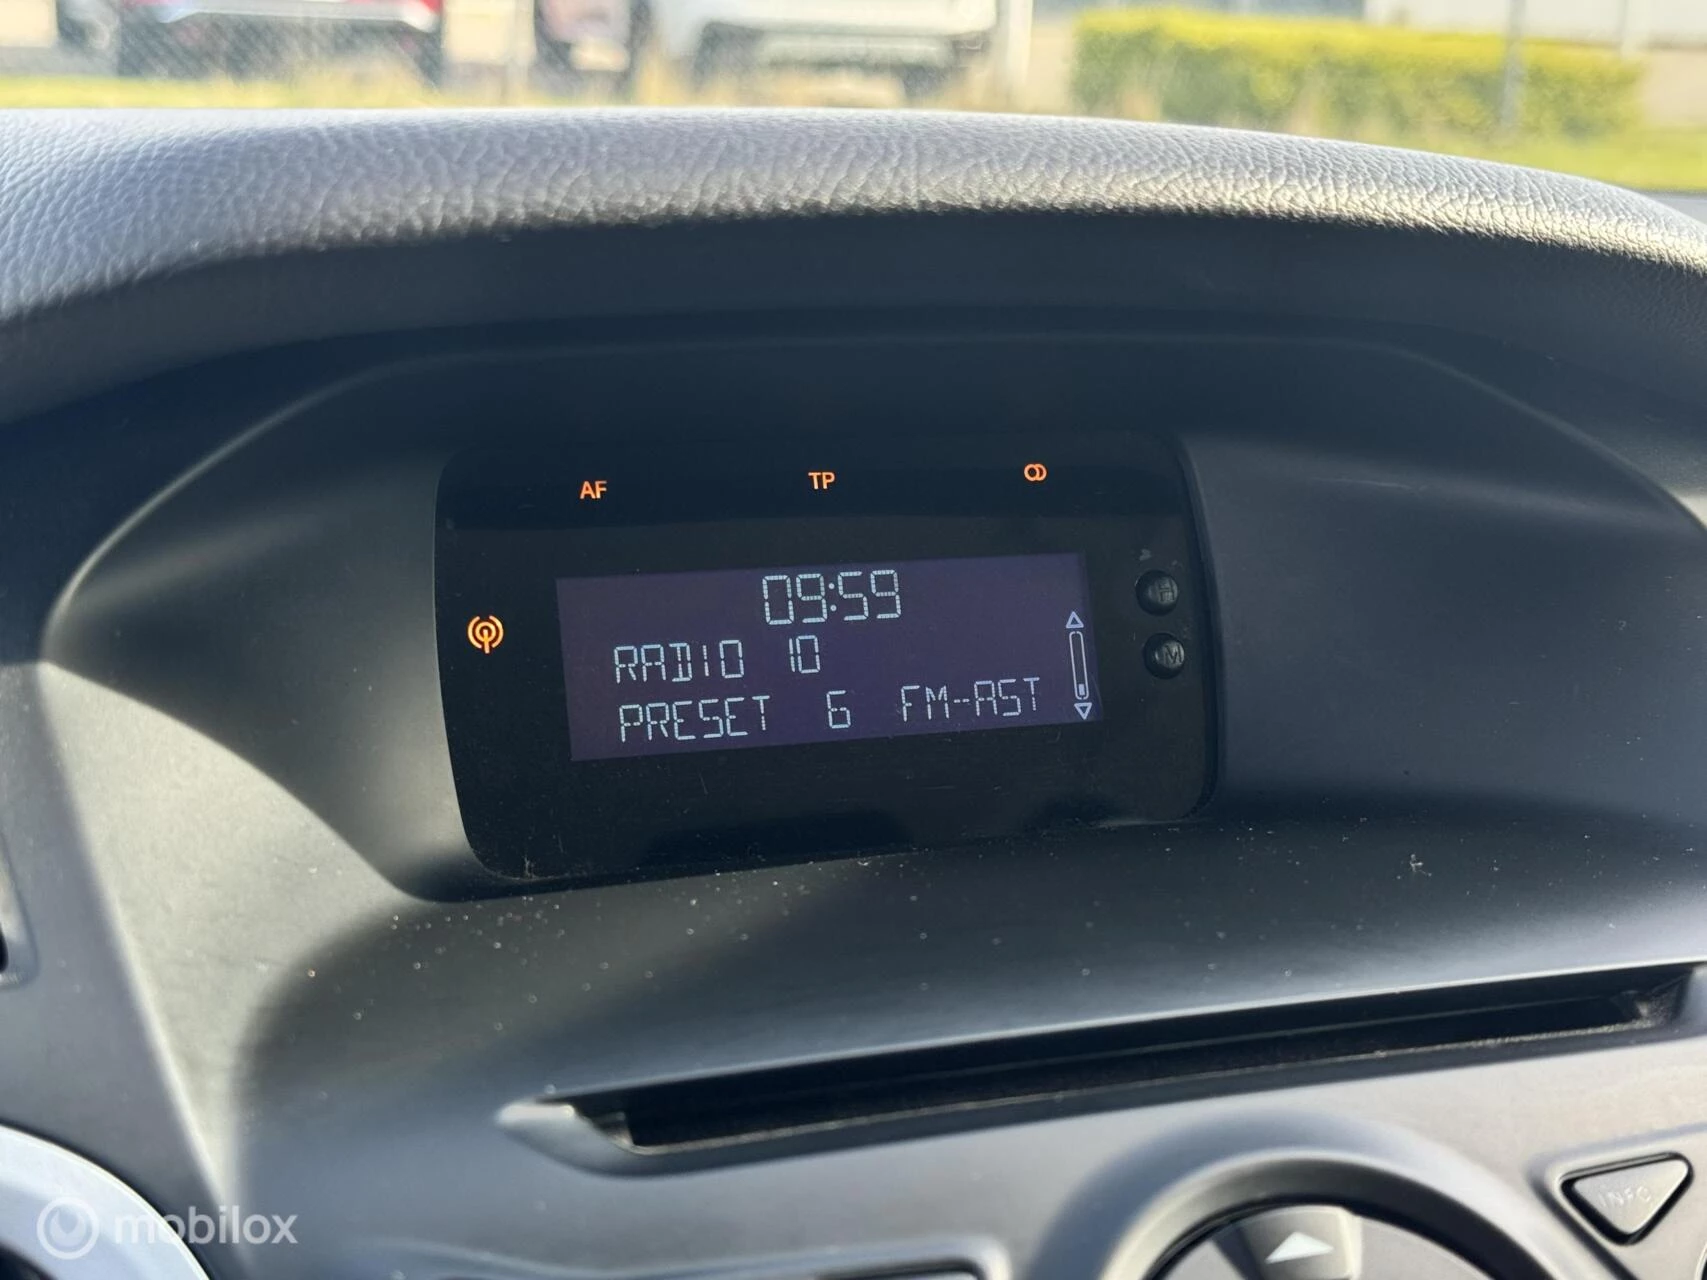 AF TP
09:59
RADIO 10
PRESET 6 FM-AST
H
M
INFO
mobilox